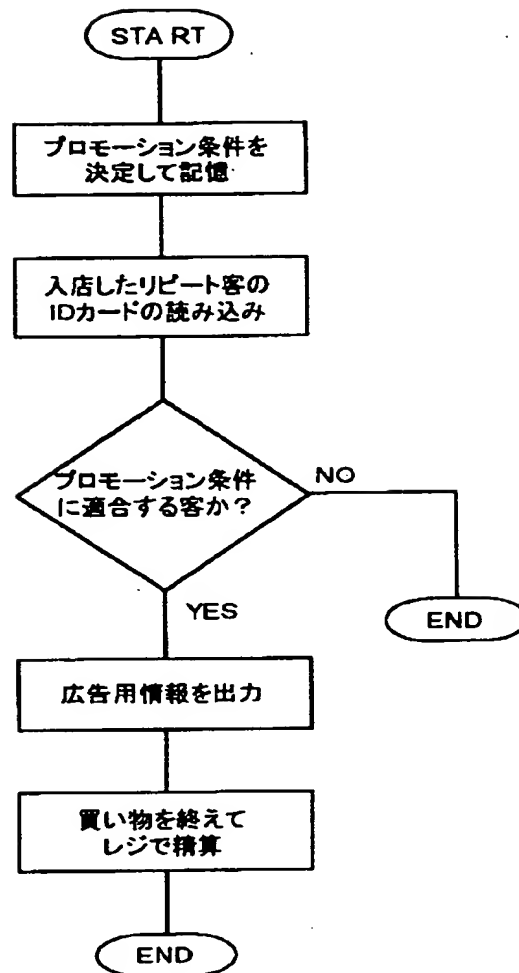 START
プロモーション条件を
決定して記憶
入店したリピート客の
IDカードの読み込み
プロモーション条件
に適合する客か？
NO
YES
END
広告用情報を出力
買い物を終えて
レジで精算
END